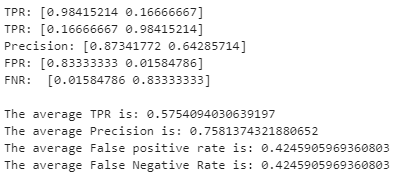 TPR: [0.98415214 0.16666667]
TPR: [0.16666667 0.98415214]
Precision: [0.87341772 0.64285714]
FPR: [0.83333333 0.01584786]
FNR:  [0.01584786 0.83333333]

The average TPR is: 0.5754094030639197
The average Precision is: 0.7581374321880652
The average False positive rate is: 0.4245905969360803
The average False Negative Rate is: 0.4245905969360803